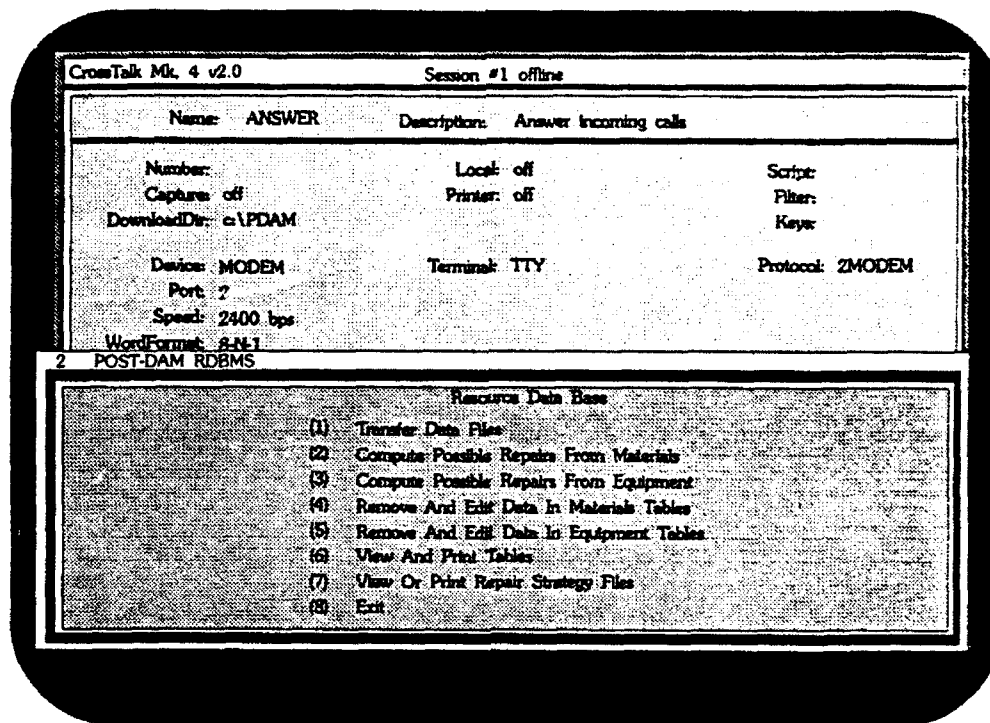 CrossTalk Mk, 4 v2.0 Session #1 offline
Name: ANSWER Description: Answer incoming calls
Number: Local: off Script:
Capture: off Printer: off Filter:
DownloadDir: c:\PDAM Keys:
Device: MODEM Terminal: TTY Protocol: ZMODEM
Port: ?
Speed: 2400 bps
WordFormat: 8-N-1
2 POST-DAM RDBMS
Resource Data Base
(1) Transfer Data Files
(2) Compute Possible Repairs From Materials
(3) Compute Possible Repairs From Equipment
(4) Remove And Edit Data In Materials Tables
(5) Remove And Edit Data In Equipment Tables
(6) View And Print Tables
(7) View Or Print Repair Strategy Files
(8) Exit